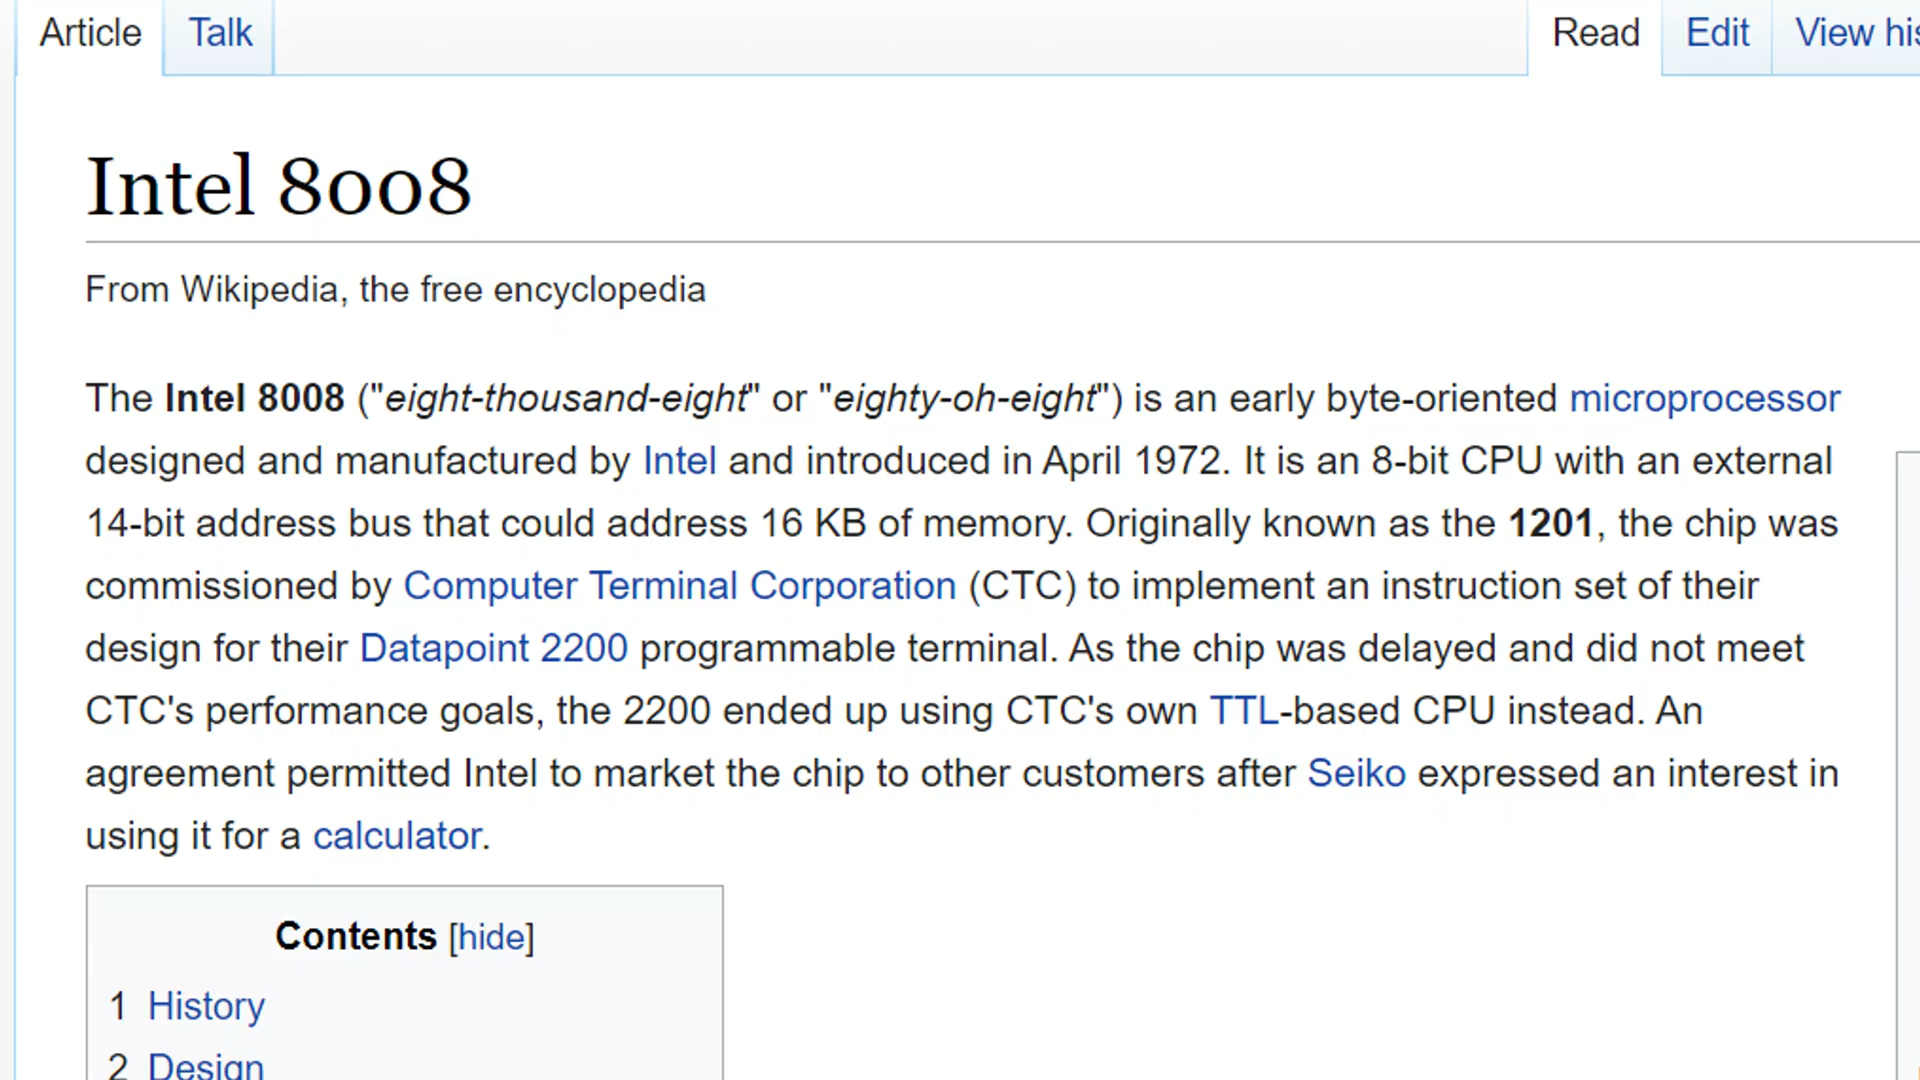 Article Talk Read Edit View his
Intel 8008
From Wikipedia, the free encyclopedia
The Intel 8008 ("eight-thousand-eight" or "eighty-oh-eight") is an early byte-oriented microprocessor
designed and manufactured by Intel and introduced in April 1972. It is an 8-bit CPU with an external
14-bit address bus that could address 16 KB of memory. Originally known as the 1201, the chip was
commissioned by Computer Terminal Corporation (CTC) to implement an instruction set of their
design for their Datapoint 2200 programmable terminal. As the chip was delayed and did not meet
CTC's performance goals, the 2200 ended up using CTC's own TTL-based CPU instead. An
agreement permitted Intel to market the chip to other customers after Seiko expressed an interest in
using it for a calculator.
Contents [hide]
1 History
2 Design